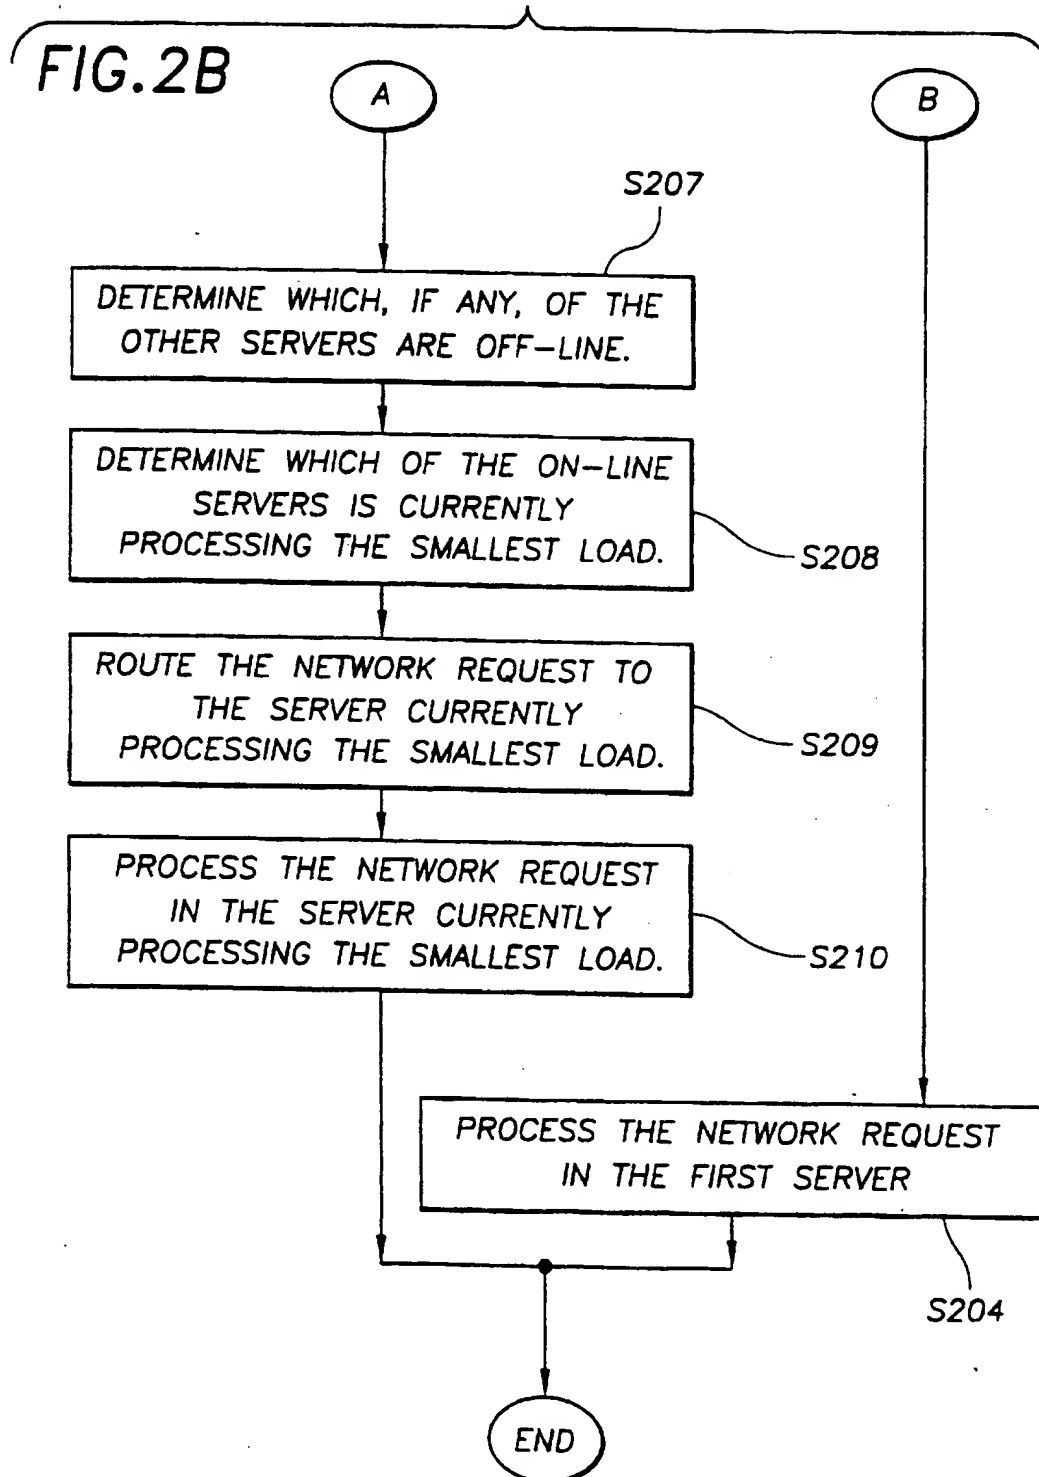 FIG.2B
A
B
S207
DETERMINE WHICH, IF ANY, OF THE
OTHER SERVERS ARE OFF-LINE.
DETERMINE WHICH OF THE ON-LINE
SERVERS IS CURRENTLY
PROCESSING THE SMALLEST LOAD.
S208
ROUTE THE NETWORK REQUEST TO
THE SERVER CURRENTLY
PROCESSING THE SMALLEST LOAD.
S209
PROCESS THE NETWORK REQUEST
IN THE SERVER CURRENTLY
PROCESSING THE SMALLEST LOAD.
S210
PROCESS THE NETWORK REQUEST
IN THE FIRST SERVER
S204
END